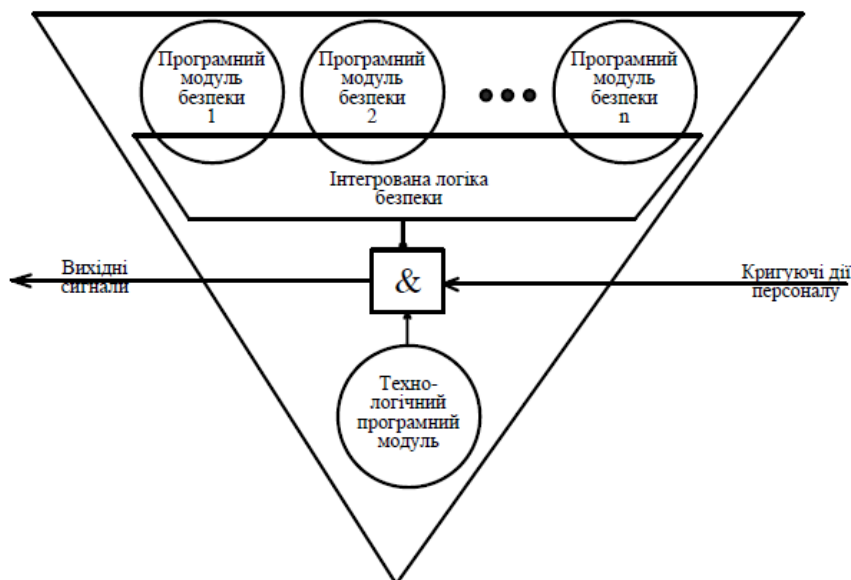 Програмний
модуль
безпеки
1
Програмний
модуль
безпеки
2
Програмний
модуль
безпеки
n
Інтегрована логіка
безпеки
Вихідні
сигнали
&
Кригуючі дії
персоналу
Техно-
логічний
програмний
модуль